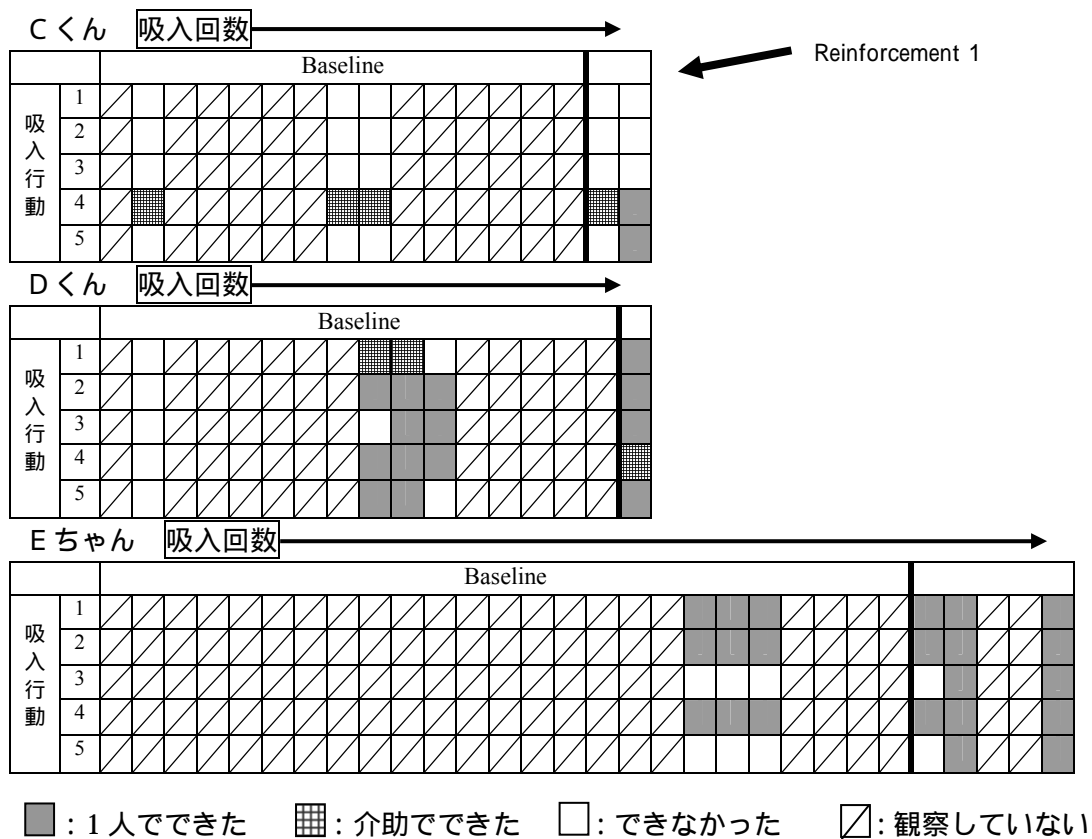 Cくん 吸入回数
Reinforcement 1
Baseline
吸入行動
1
2
3
4
5
Dくん 吸入回数
Baseline
吸入行動
1
2
3
4
5
Eちゃん 吸入回数
Baseline
吸入行動
1
2
3
4
5
:1人でできた :介助でできた :できなかった :観察していない